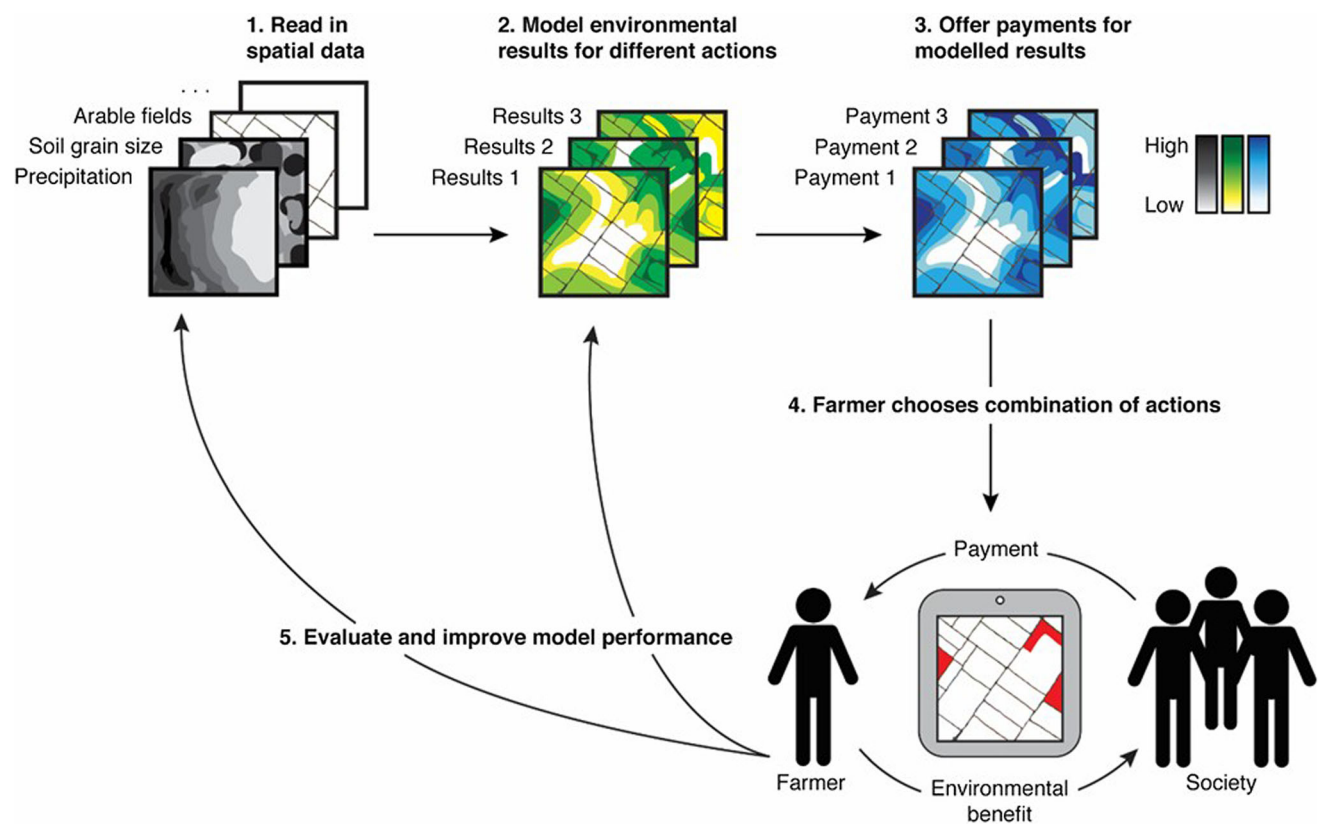 1. Read in
spatial data
2. Model environmental
results for different actions
3. Offer payments for
modelled results
. . .
Arable fields
Soil grain size
Precipitation
Results 3
Results 2
Results 1
Payment 3
Payment 2
Payment 1
High
Low
4. Farmer chooses combination of actions
Payment
5. Evaluate and improve model performance
Farmer
Environmental
benefit
Society